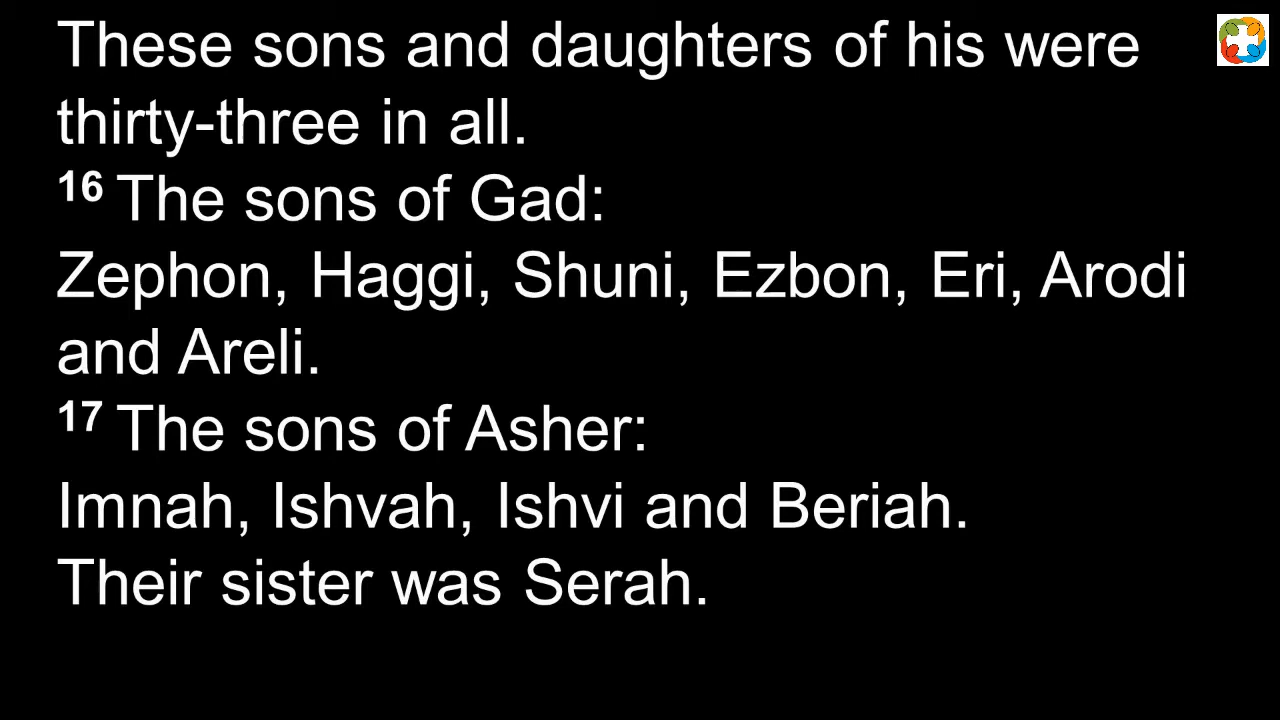 These sons and daughters of his were
thirty-three in all.
16 The sons of Gad:
Zephon, Haggi, Shuni, Ezbon, Eri, Arodi
and Areli.
17 The sons of Asher:
Imnah, Ishvah, Ishvi and Beriah.
Their sister was Serah.